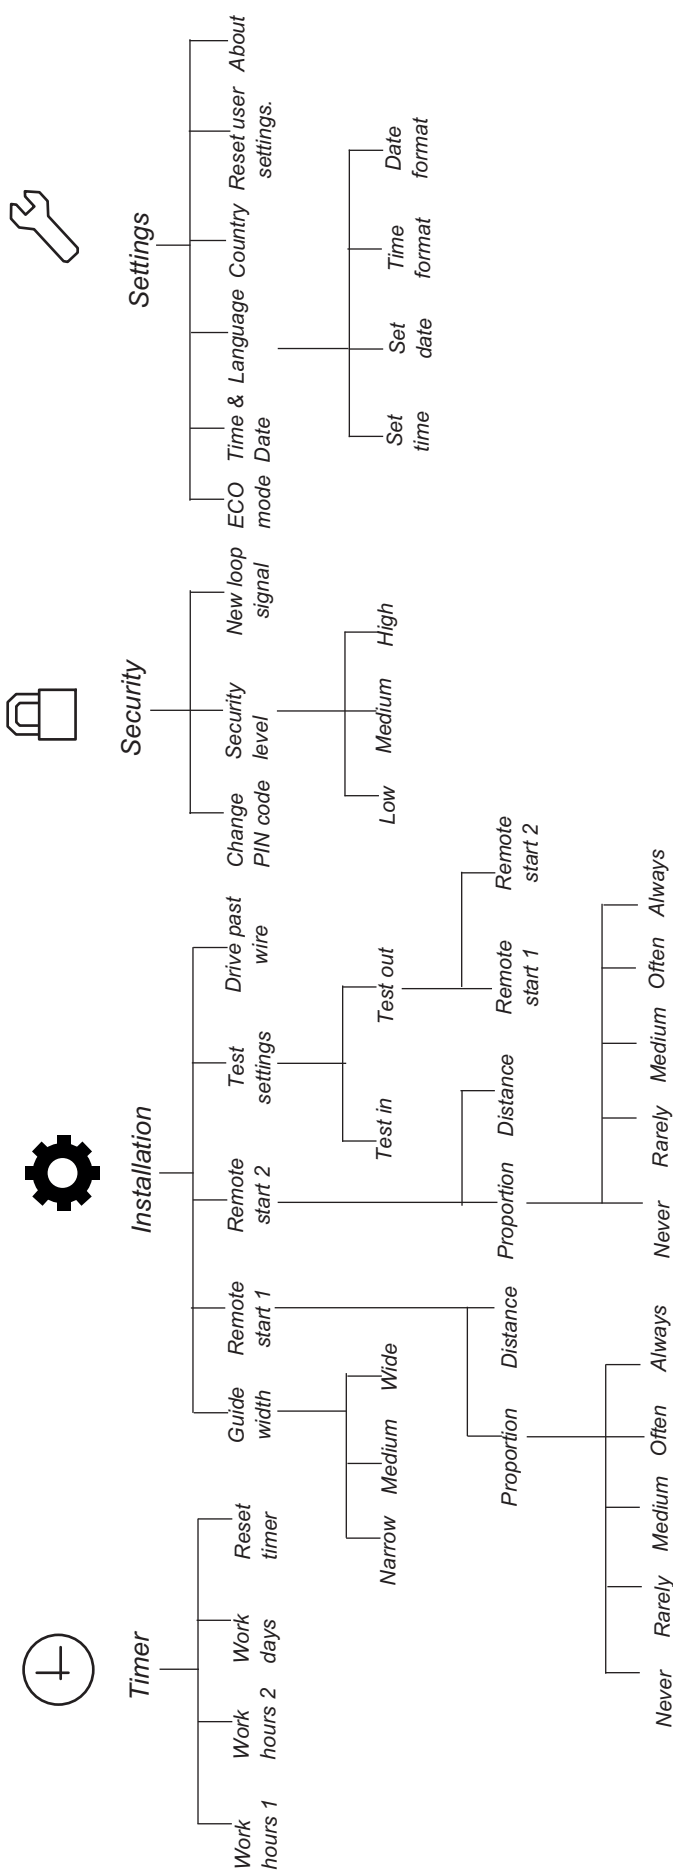 Timer
Work
hours 1
Work
hours 2
Work
days
Reset
timer
Installation
Guide
width
Narrow
Medium
Wide
Remote
start 1
Proportion
Never
Rarely
Medium
Often
Always
Distance
Remote
start 2
Proportion
Never
Rarely
Medium
Often
Always
Distance
Test
settings
Test in
Test out
Remote
start 1
Remote
start 2
Drive past
wire
Security
Change
PIN code
Security
level
Low
Medium
High
New loop
signal
Settings
ECO
mode
Time &
Date
Set
time
Set
date
Time
format
Date
format
Language
Country
Reset user
settings.
About